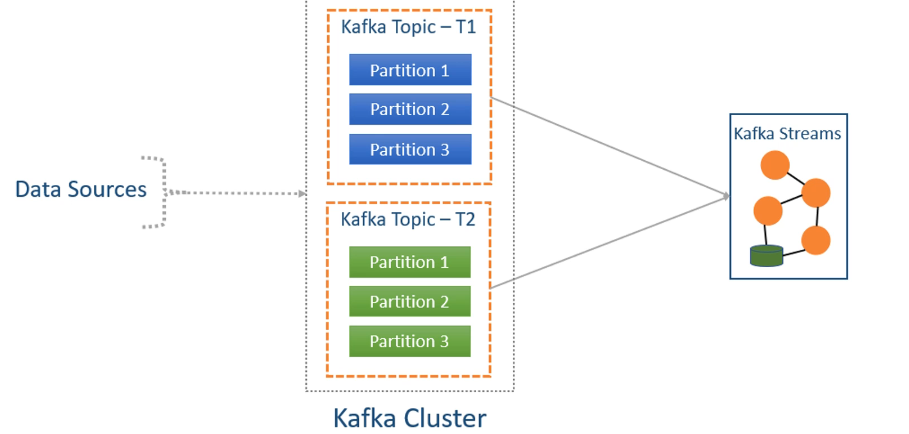 Data Sources
Kafka Topic – T1
Partition 1
Partition 2
Partition 3
Kafka Topic – T2
Partition 1
Partition 2
Partition 3
Kafka Cluster
Kafka Streams